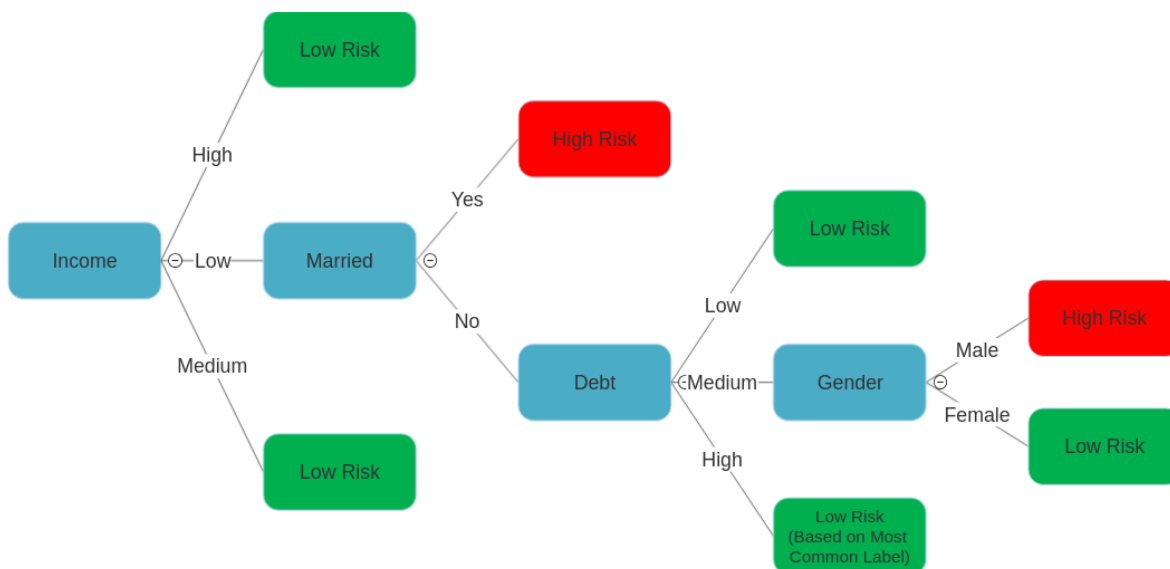 Low Risk
High Risk
High
Yes
Low Risk
Income
Low
Married
Low
High Risk
No
Male
Medium
Debt
Medium
Gender
Female
High
Low Risk
Low Risk
Low Risk
(Based on Most
Common Label)